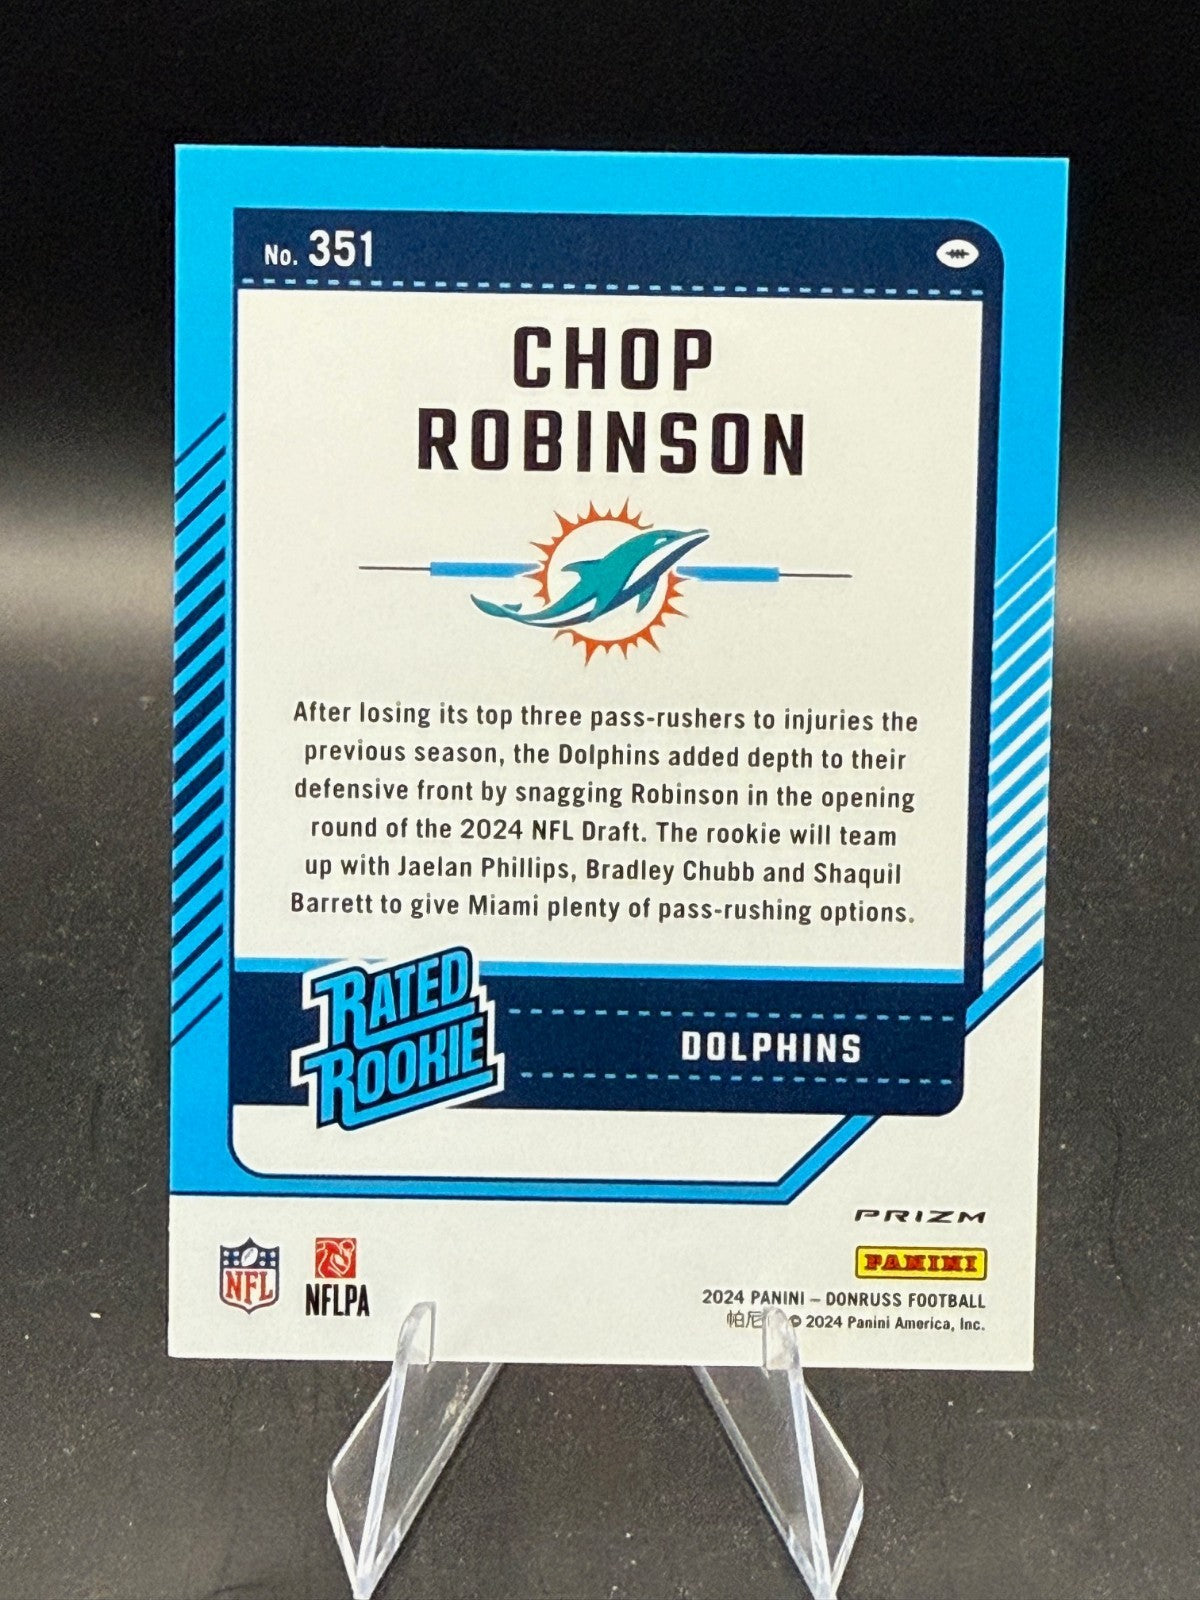 No. 351
CHOP
ROBINSON
After losing its top three pass-rushers to injuries the
previous season, the Dolphins added depth to their
defensive front by snagging Robinson in the opening
round of the 2024 NFL Draft. The rookie will team
up with Jaelan Phillips, Bradley Chubb and Shaquil
Barrett to give Miami plenty of pass-rushing options.
RATED
ROOKIE
DOLPHINS
PRIZM
PANINI
NFL
NFLPA
2024 PANINI – DONRUSS FOOTBALL
帕尼 © 2024 Panini America, Inc.